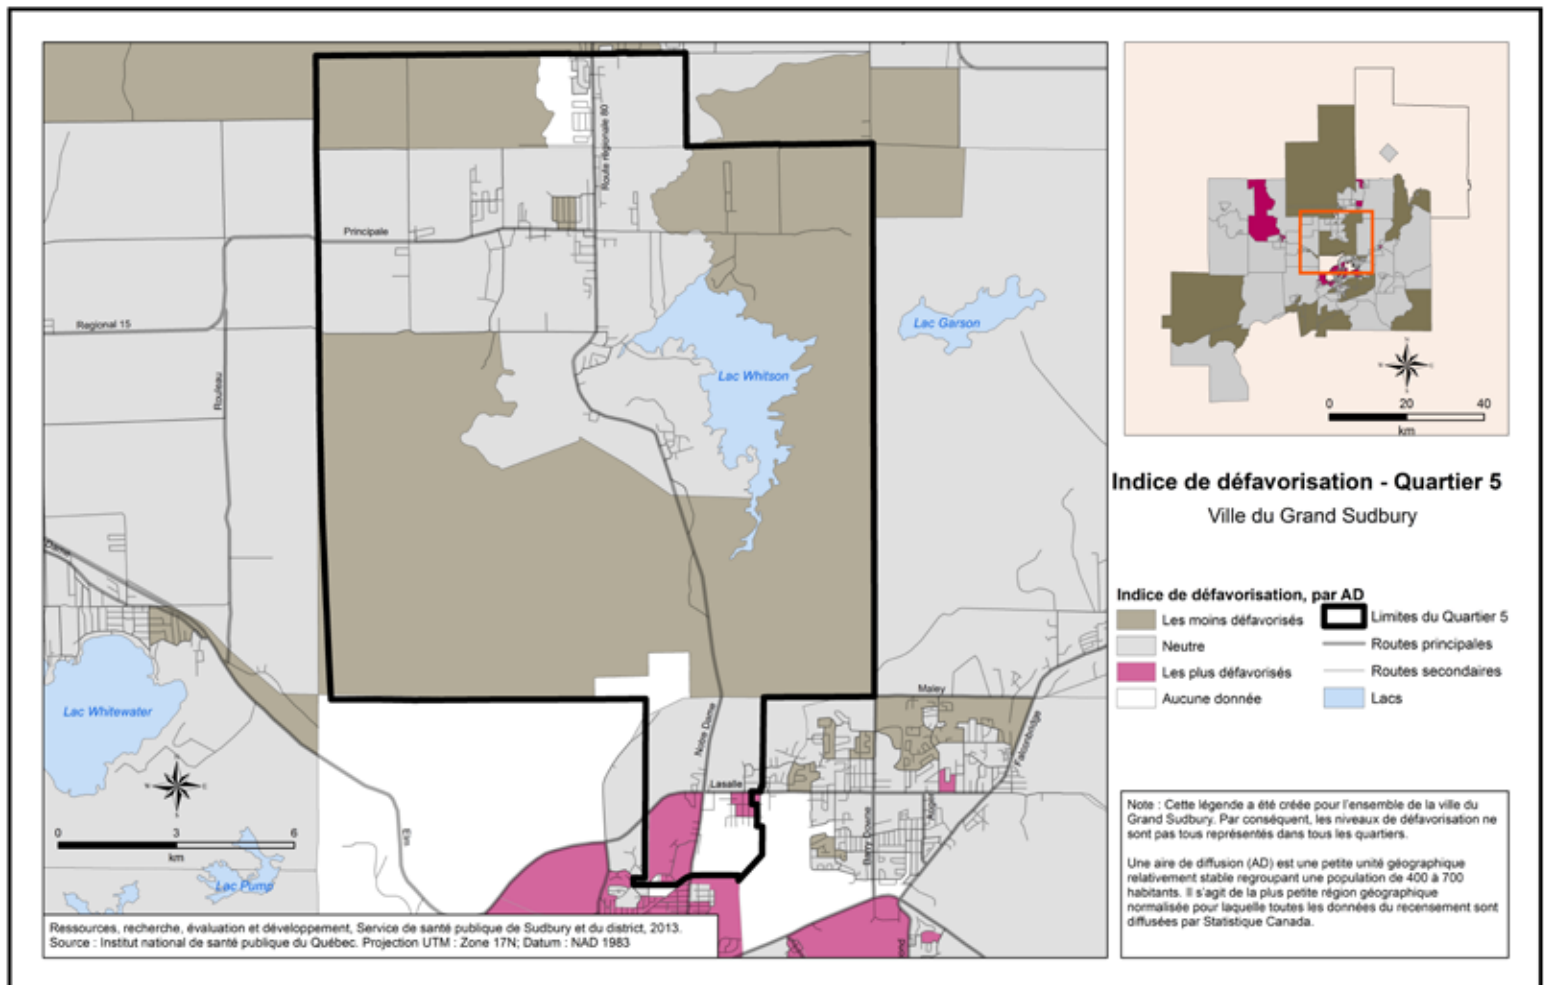 Route régionale 80
Principale
Regional 15
Rouleau
Lac Garson
Lac Whitson
Lac Whitewater
Maley
Notre Dame
Lasalle
Falconbridge
Barry Downe
Elm
Lac Pump
0 3 6
km
Ressources, recherche, évaluation et développement, Service de santé publique de Sudbury et du district, 2013.
Source : Institut national de santé publique du Québec. Projection UTM : Zone 17N; Datum : NAD 1983
0 20 40
km
Indice de défavorisation - Quartier 5
Ville du Grand Sudbury
Indice de défavorisation, par AD
Les moins défavorisés
Neutre
Les plus défavorisés
Aucune donnée
Limites du Quartier 5
Routes principales
Routes secondaires
Lacs
Note : Cette légende a été créée pour l'ensemble de la ville du
Grand Sudbury. Par conséquent, les niveaux de défavorisation ne
sont pas tous représentés dans tous les quartiers.
Une aire de diffusion (AD) est une petite unité géographique
relativement stable regroupant une population de 400 à 700
habitants. Il s'agit de la plus petite région géographique
normalisée pour laquelle toutes les données du recensement sont
diffusées par Statistique Canada.